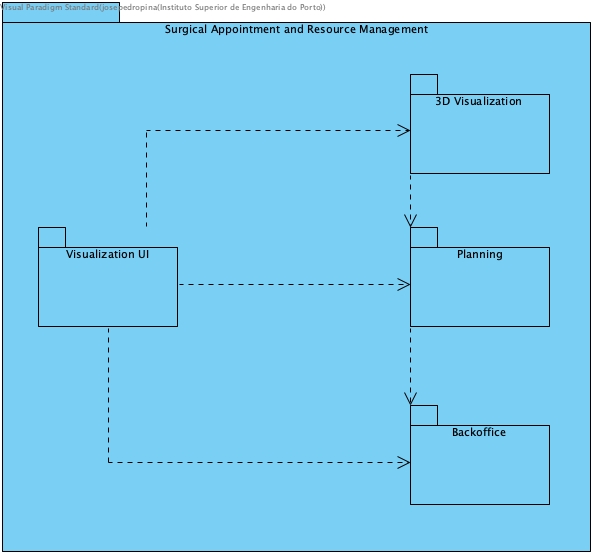 Visual Paradigm Standard(josepedropina(Instituto Superior de Engenharia do Porto))
Surgical Appointment and Resource Management
3D Visualization
Visualization UI
Planning
Backoffice